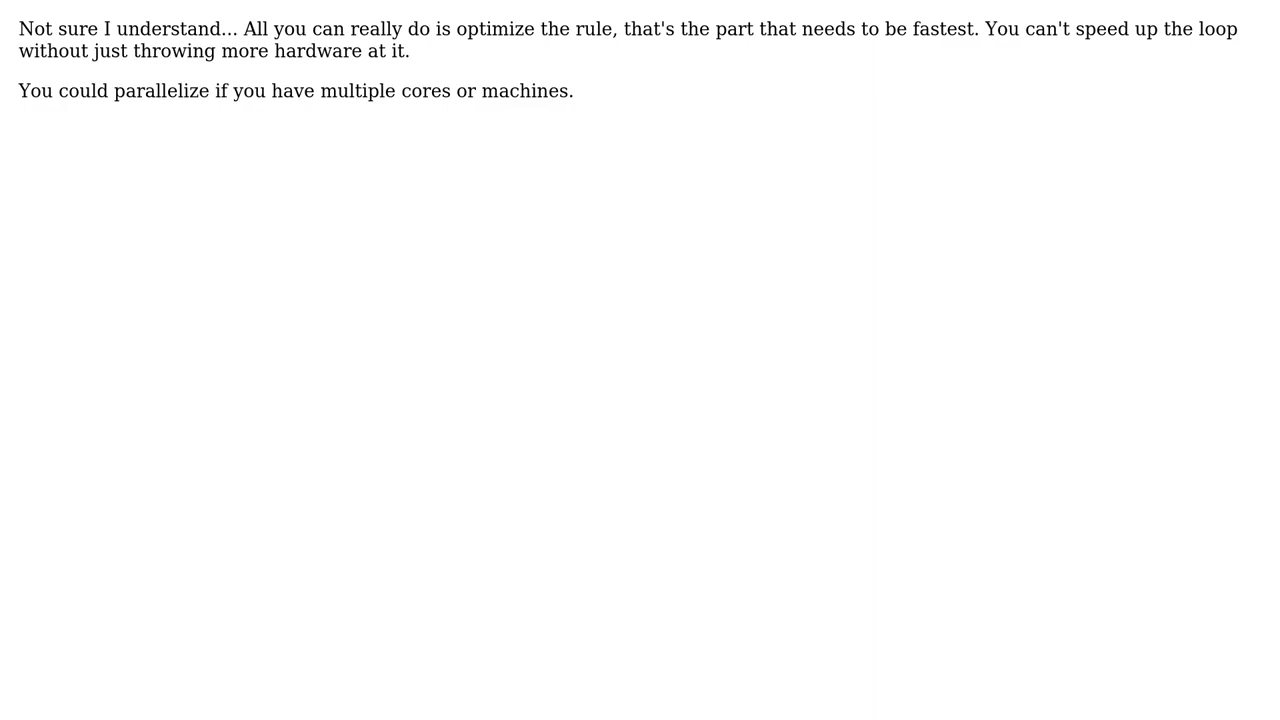 Not sure I understand... All you can really do is optimize the rule, that's the part that needs to be fastest. You can't speed up the loop
without just throwing more hardware at it.
You could parallelize if you have multiple cores or machines.